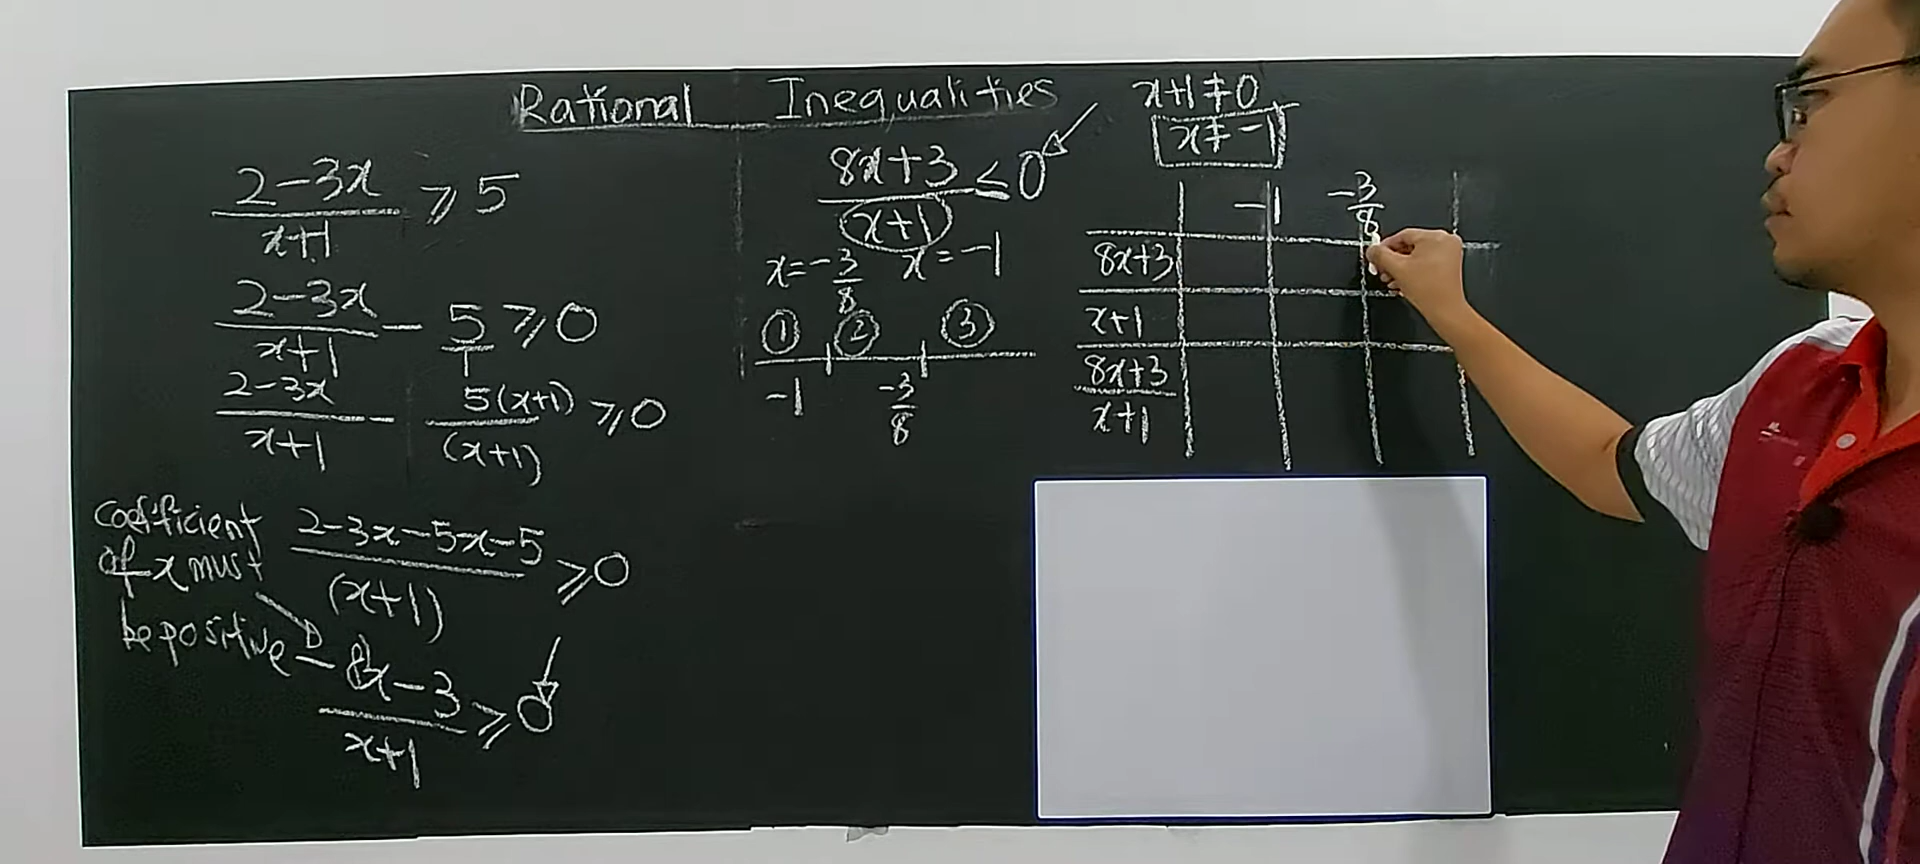 Rational Inequalities
2-3x/x+1 ≥ 5
2-3x/x+1 - 5/1 ≥ 0
2-3x/x+1 - 5(x+1)/(x+1) ≥ 0
coefficient
of x must
be positive
2-3x-5x-5/(x+1) ≥ 0
-8x-3/x+1 ≥ 0
8x+3/x+1 ≤ 0
x=-3/8 x=-1
① ② ③
-1 -3/8
x+1≠0
x≠-1
-1 -3/8
8x+3
x+1
8x+3/x+1